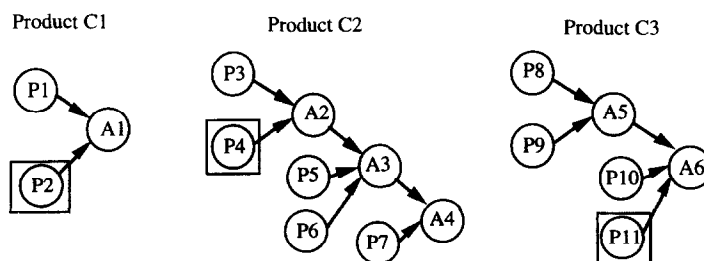 Product C1
Product C2
Product C3
P1
A1
P2
P3
A2
P4
P5
A3
P6
P7
A4
P8
A5
P9
P10
A6
P11